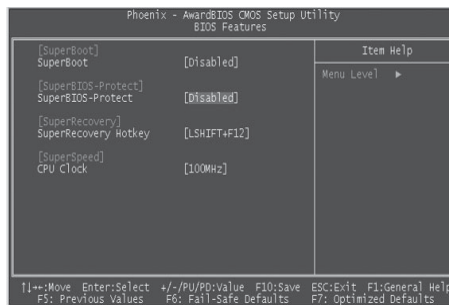 Phoenix - AwardBIOS CMOS Setup Utility
BIOS Features
[SuperBoot]
SuperBoot [Disabled]
[SuperBIOS-Protect]
SuperBIOS-Protect [Disabled]
[SuperRecovery]
SuperRecovery Hotkey [LSHIFT+F12]
[SuperSpeed]
CPU Clock [100MHz]
Item Help
Menu Level ▶
↑↓→←:Move Enter:Select +/-/PU/PD:Value F10:Save ESC:Exit F1:General Help
F5: Previous Values F6: Fail-Safe Defaults F7: Optimized Defaults